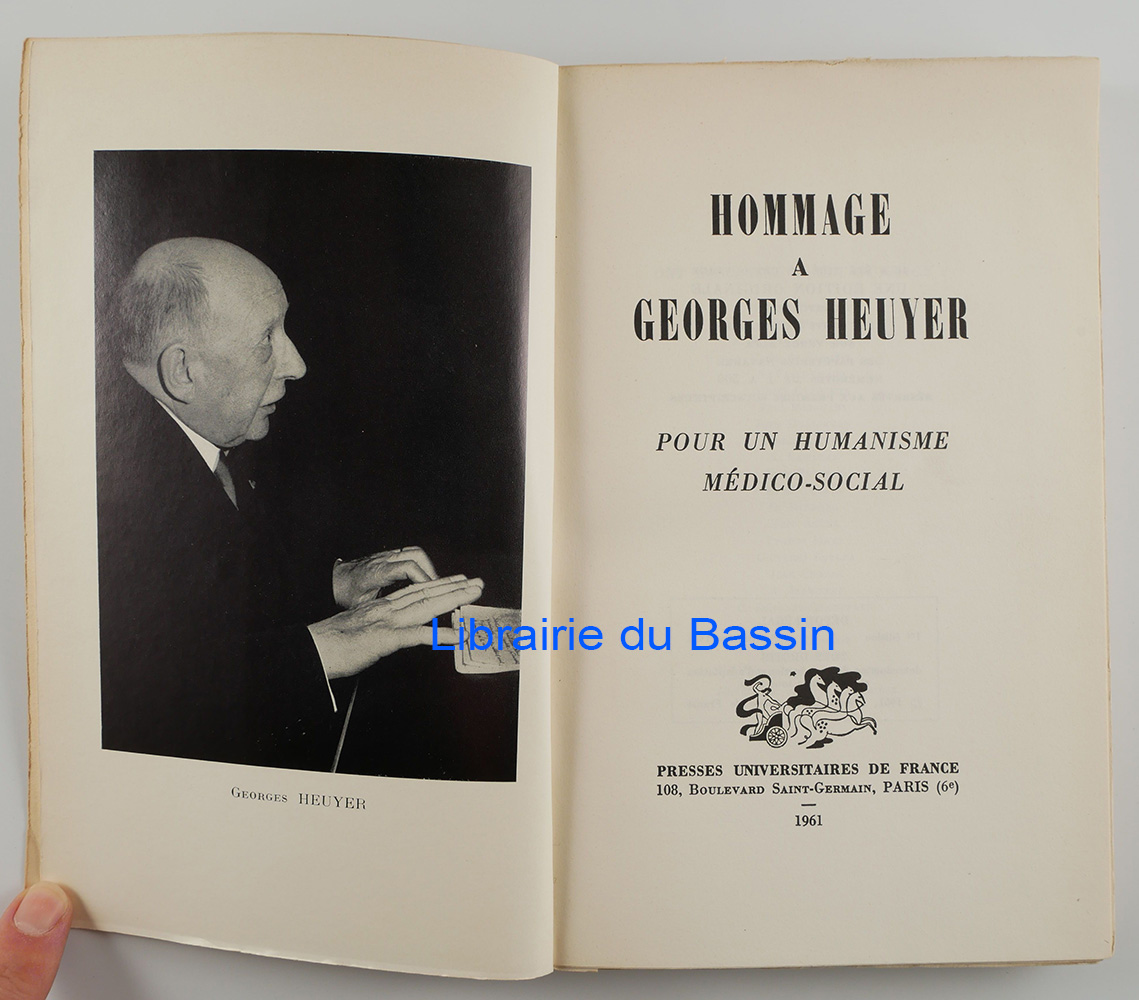 Georges HEUYER
HOMMAGE
A
GEORGES HEUYER
POUR UN HUMANISME
MÉDICO-SOCIAL
Librairie du Bassin
PRESSES UNIVERSITAIRES DE FRANCE
108, Boulevard Saint-Germain, PARIS (6e)
1961